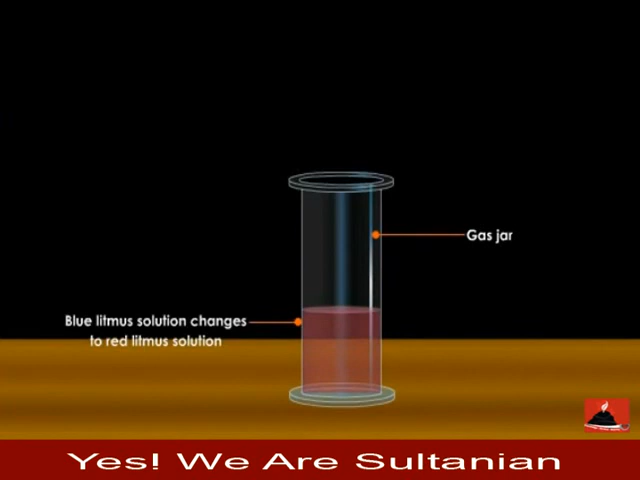 Gas jar
Blue litmus solution changes
to red litmus solution
Yes! We Are Sultanian